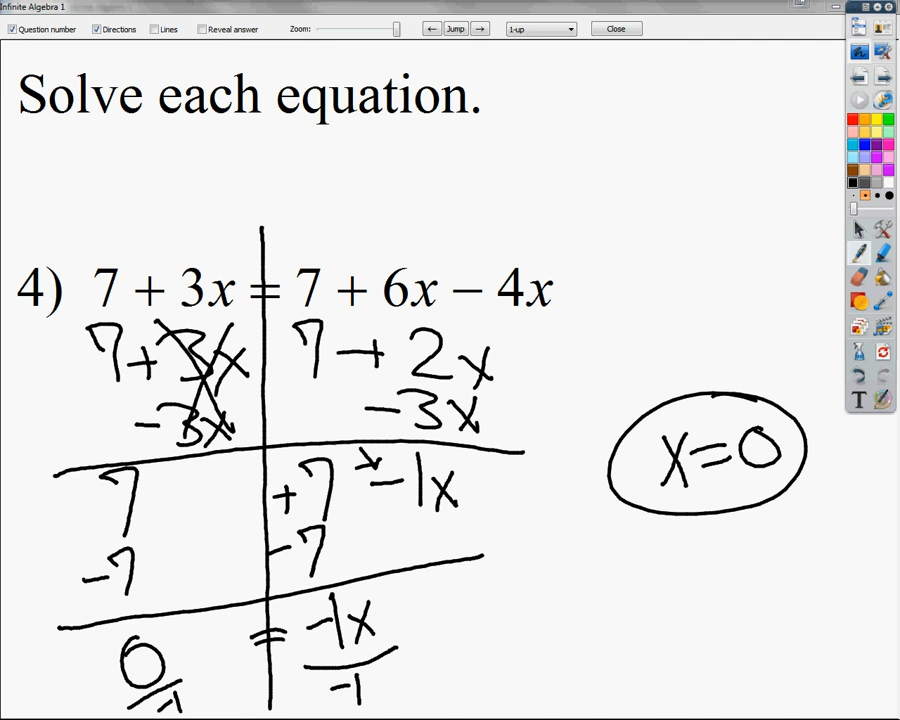 Infinite Algebra 1
Question number Directions Lines Reveal answer Zoom: Jump 1-up Close
Solve each equation.
4) 7 + 3x = 7 + 6x − 4x
7 + 3x 7 + 2x
− 3x − 3x
7 + 7 − 1x
− 7 − 7
0 = −1x
−1 −1
x = 0
T